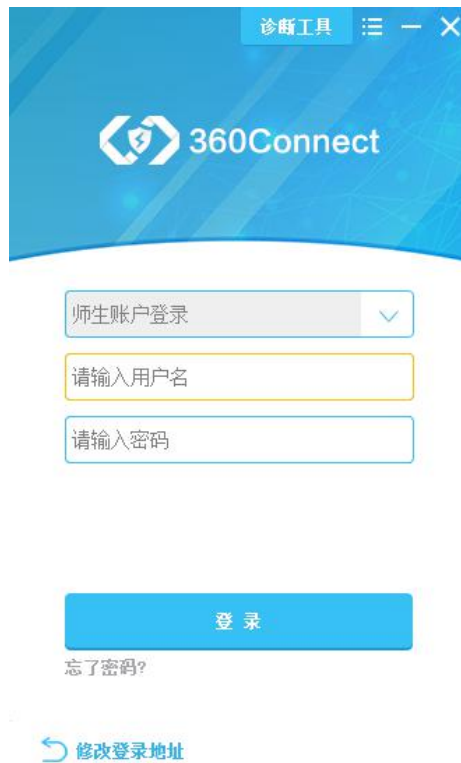 诊断工具
360Connect
师生账户登录
请输入用户名
请输入密码
登 录
忘了密码?
修改登录地址